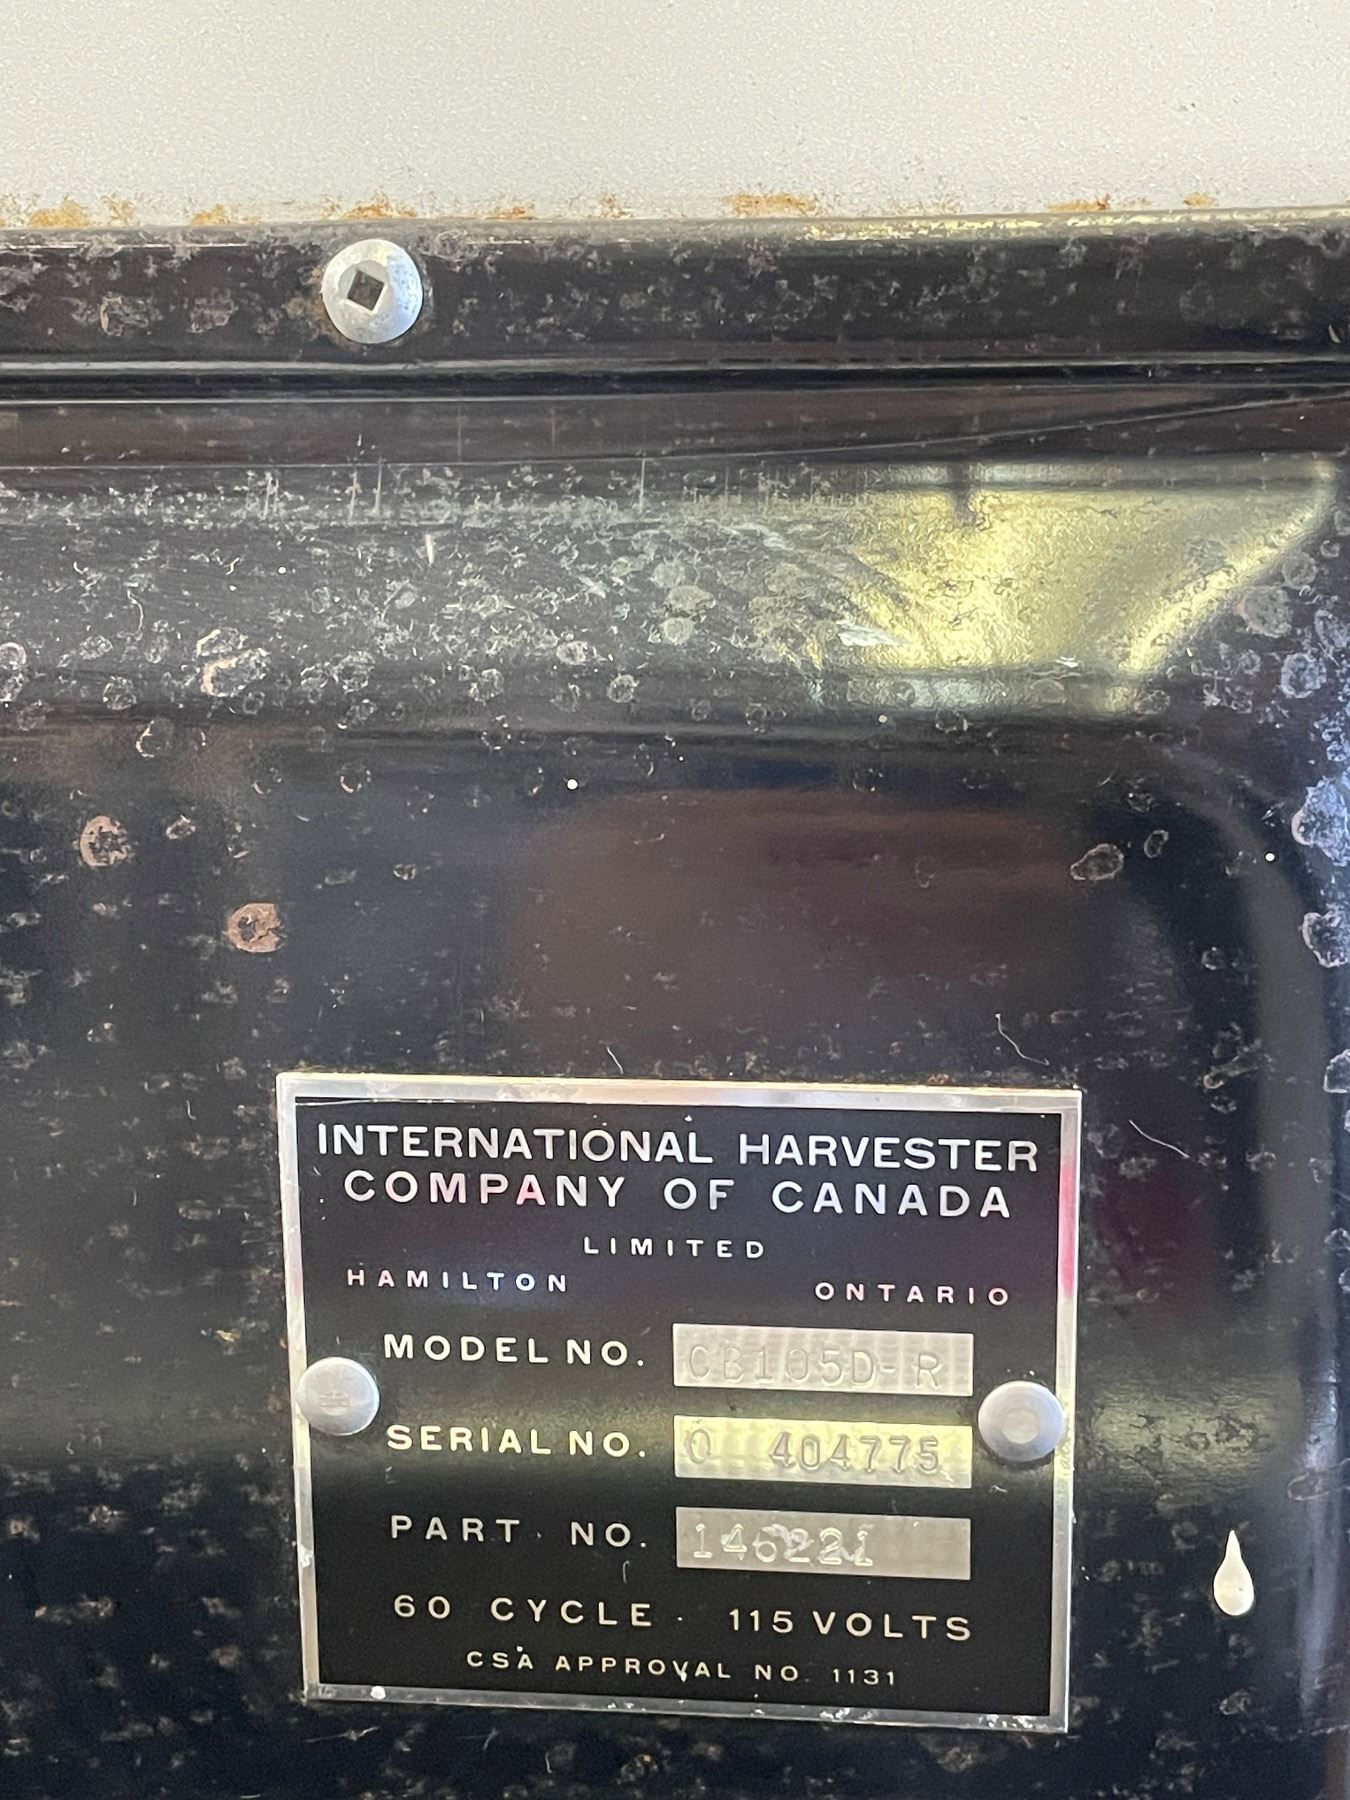 INTERNATIONAL HARVESTER
COMPANY OF CANADA
LIMITED
HAMILTON ONTARIO
MODEL NO. CB105D-R
SERIAL NO. O 404775
PART NO. 146221
60 CYCLE · 115 VOLTS
CSA APPROVAL NO. 1131